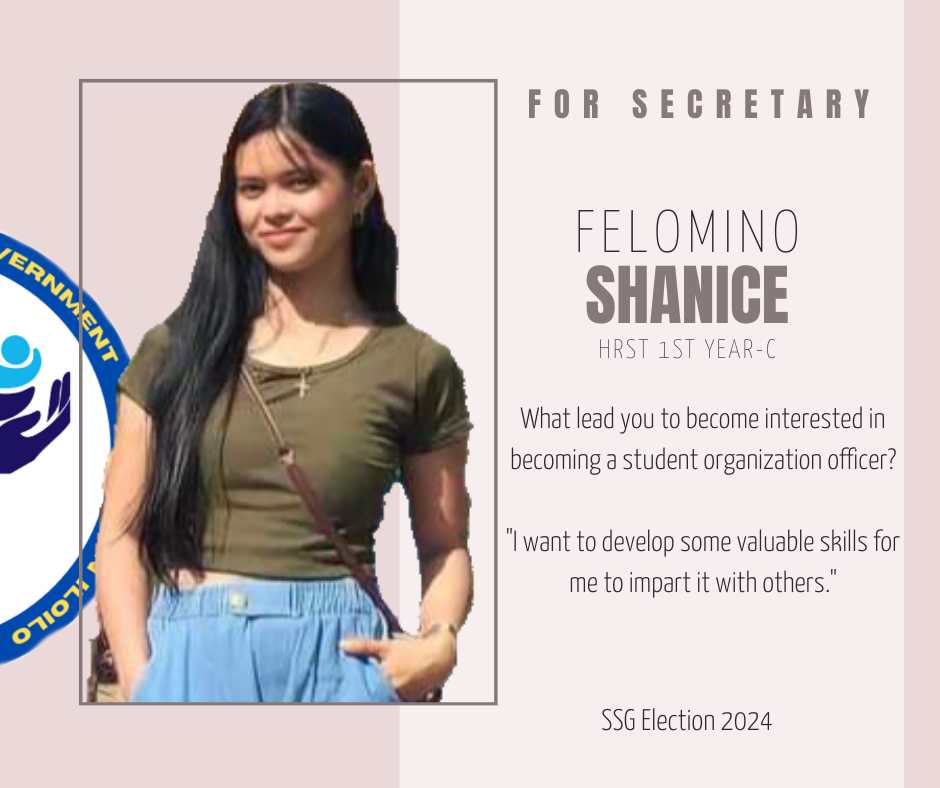 FOR SECRETARY
FELOMINO
SHANICE
HRST 1ST YEAR-C
What lead you to become interested in
becoming a student organization officer?
"I want to develop some valuable skills for
me to impart it with others."
SSG Election 2024
ILOILO